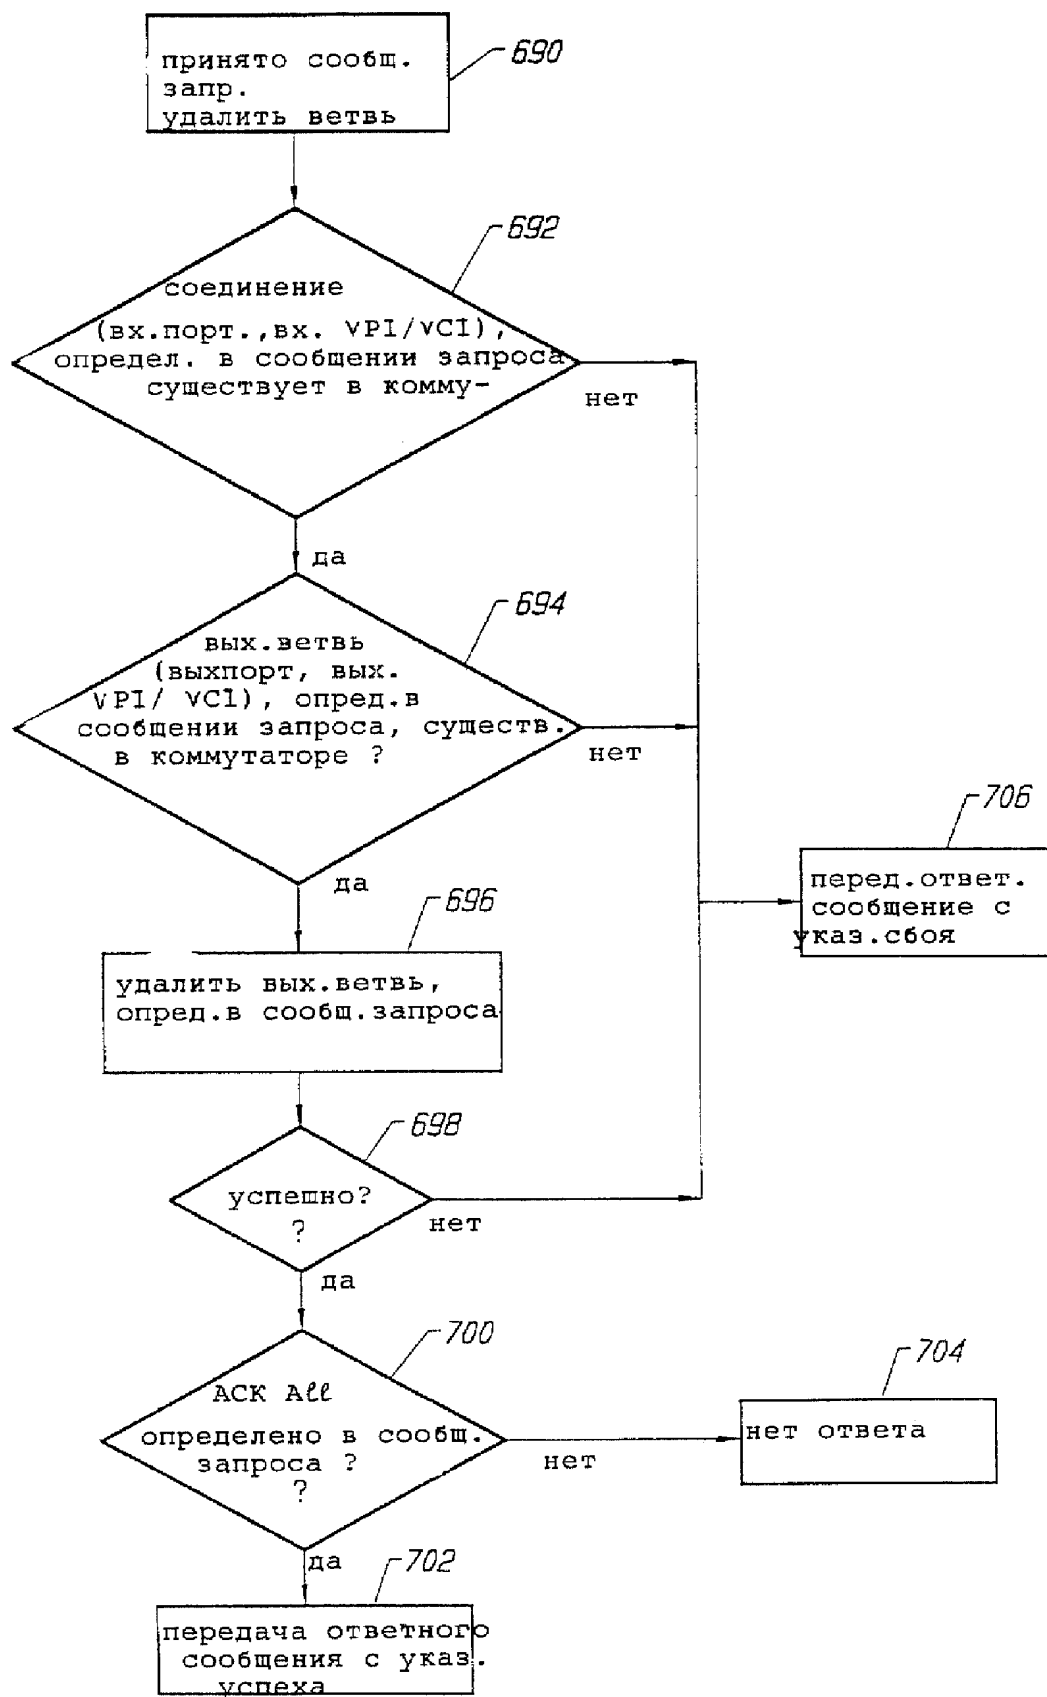 принято сообщ.
запр.
удалить ветвь
690
692
соединение
(вх.порт.,вх. VPI/VCI),
определ. в сообщении запроса
существует в комму-
нет
да
694
вых.ветвь
(выхпорт, вых.
VPI/ VCI), опред.в
сообщении запроса, существ.
в коммутаторе ?
нет
706
перед.ответ.
сообщение с
указ.сбоя
да
696
удалить вых.ветвь,
опред.в сообщ.запроса
698
успешно?
?
нет
да
700
ACK All
определено в сообщ.
запроса ?
?
нет
704
нет ответа
да
702
передача ответного
сообщения с указ.
успеха